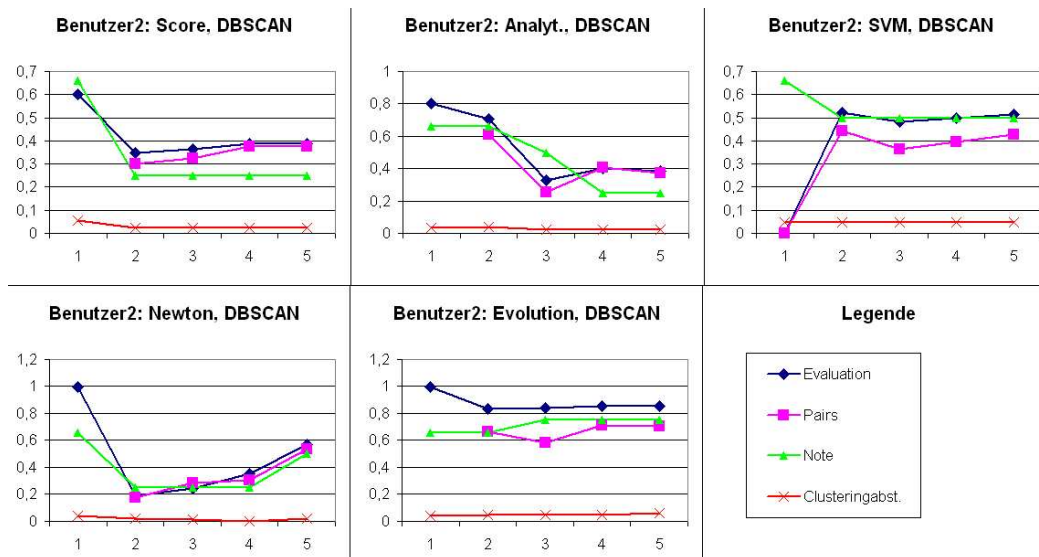 Benutzer2: Score, DBSCAN
0,7
0,6
0,5
0,4
0,3
0,2
0,1
0
1 2 3 4 5
Benutzer2: Analyt., DBSCAN
1
0,8
0,6
0,4
0,2
0
1 2 3 4 5
Benutzer2: SVM, DBSCAN
0,7
0,6
0,5
0,4
0,3
0,2
0,1
0
1 2 3 4 5
Benutzer2: Newton, DBSCAN
1,2
1
0,8
0,6
0,4
0,2
0
1 2 3 4 5
Benutzer2: Evolution, DBSCAN
1,2
1
0,8
0,6
0,4
0,2
0
1 2 3 4 5
Legende
Evaluation
Pairs
Note
Clusteringabst.